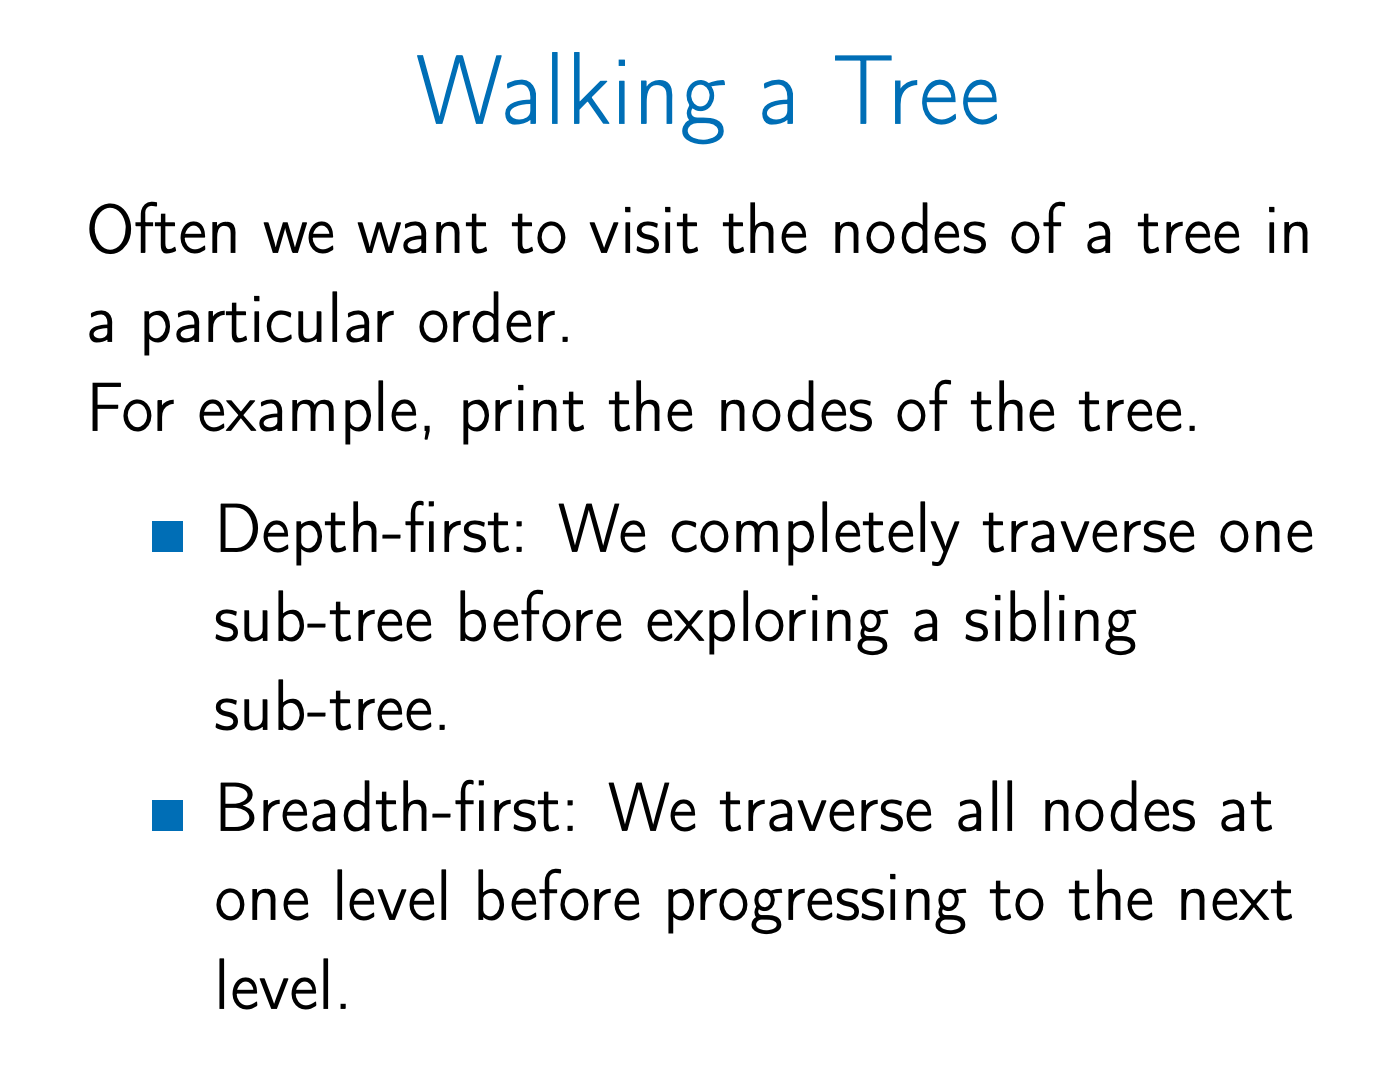 Walking a Tree
Often we want to visit the nodes of a tree in
a particular order.
For example, print the nodes of the tree.
Depth-first: We completely traverse one
sub-tree before exploring a sibling
sub-tree.
Breadth-first: We traverse all nodes at
one level before progressing to the next
level.